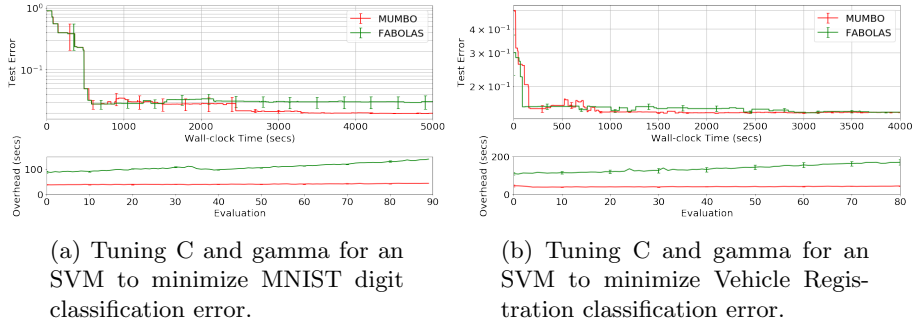 10⁰
10⁻¹
Test Error
MUMBO
FABOLAS
0 1000 2000 3000 4000 5000
Wall-clock Time (secs)
Overhead (secs)
100
0
0 10 20 30 40 50 60 70 80 90
Evaluation
4 × 10⁻¹
3 × 10⁻¹
2 × 10⁻¹
Test Error
MUMBO
FABOLAS
0 500 1000 1500 2000 2500 3000 3500 4000
Wall-clock Time (secs)
Overhead (secs)
200
0
0 10 20 30 40 50 60 70 80
Evaluation
(a) Tuning C and gamma for an
SVM to minimize MNIST digit
classification error.
(b) Tuning C and gamma for an
SVM to minimize Vehicle Regis-
tration classification error.